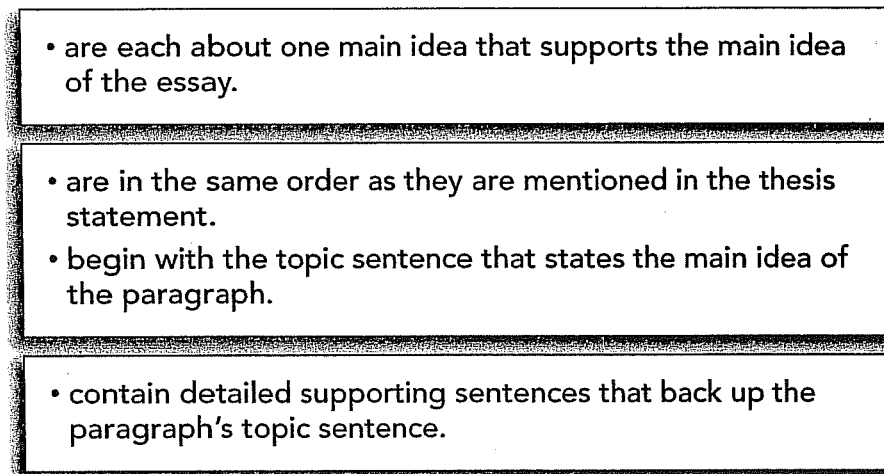 • are each about one main idea that supports the main idea
of the essay.
• are in the same order as they are mentioned in the thesis
statement.
• begin with the topic sentence that states the main idea of
the paragraph.
• contain detailed supporting sentences that back up the
paragraph's topic sentence.